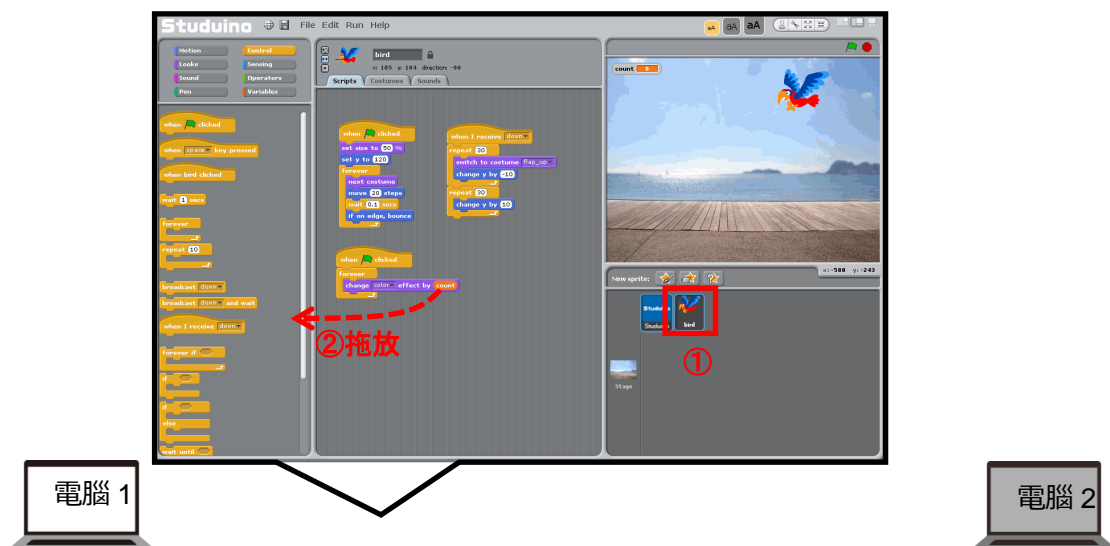 Studuino
File Edit Run Help
aA aA aA
Motion Control
Looks Sensing
Sound Operators
Pen Variables
when clicked
when space key pressed
when bird clicked
wait 1 secs
forever
repeat 10
broadcast down
broadcast down and wait
when I receive down
forever if
if
if
else
wait until
bird
x: 105 y: 104 direction: -90
Scripts Costumes Sounds
when clicked
set size to 50 %
set y to 120
forever
next costume
move 20 steps
wait 0.1 secs
if on edge, bounce
when I receive down
repeat 30
switch to costume flap_up
change y by -10
repeat 30
change y by 10
when clicked
forever
change color effect by count
②拖放
count 0
x: -580 y: -243
New sprite:
Studuino
Studuino
bird
①
Stage
電腦 1
電腦 2